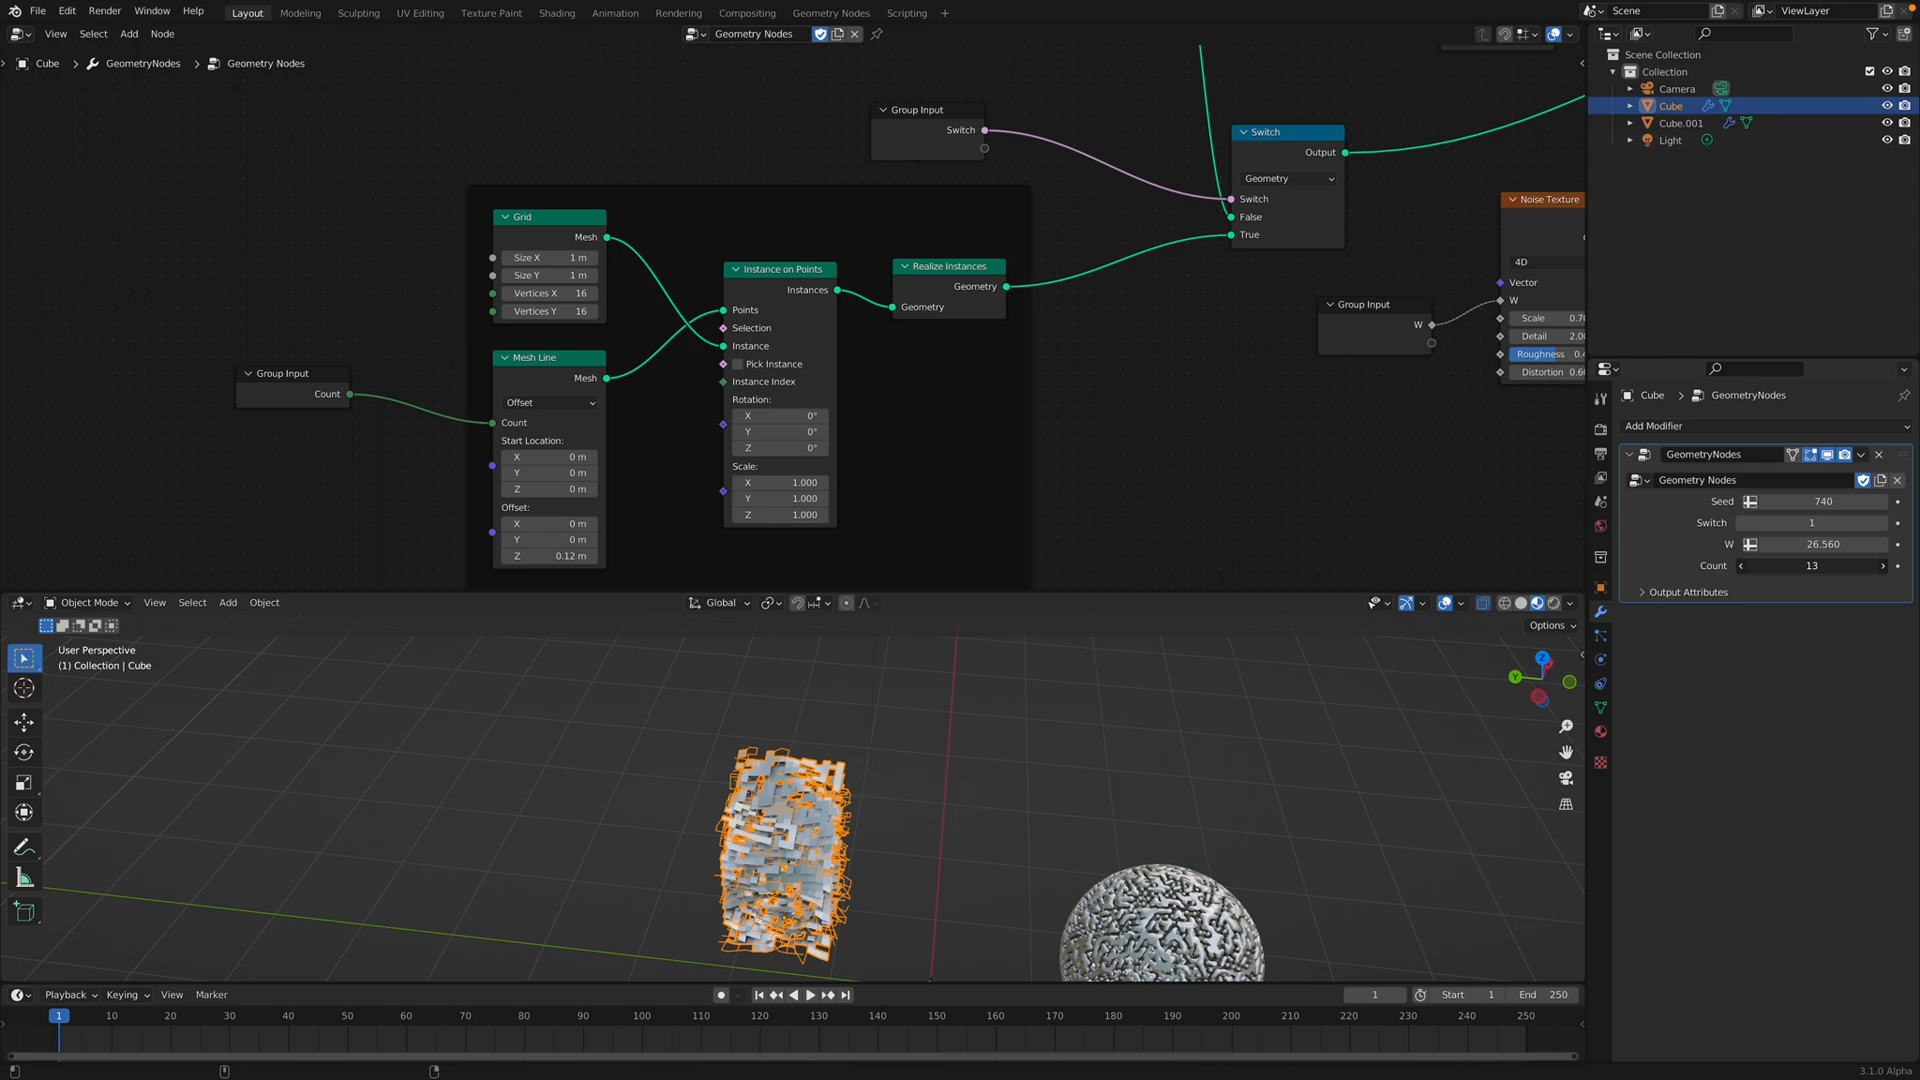 File Edit Render Window Help Layout Modeling Sculpting UV Editing Texture Paint Shading Animation Rendering Compositing Geometry Nodes Scripting + Scene ViewLayer
View Select Add Node Geometry Nodes
Cube > GeometryNodes > Geometry Nodes
Scene Collection
Collection
Camera
Cube
Cube.001
Light
Group Input
Switch
Switch
Output
Geometry
Switch
False
True
Grid
Mesh
Size X 1 m
Size Y 1 m
Vertices X 16
Vertices Y 16
Mesh Line
Mesh
Offset
Count
Start Location:
X 0 m
Y 0 m
Z 0 m
Offset:
X 0 m
Y 0 m
Z 0.12 m
Group Input
Count
Instance on Points
Instances
Points
Selection
Instance
Pick Instance
Instance Index
Rotation:
X 0°
Y 0°
Z 0°
Scale:
X 1.000
Y 1.000
Z 1.000
Realize Instances
Geometry
Geometry
Group Input
W
Noise Texture
4D
Vector
W
Scale
Detail
Roughness
Distortion
Cube > GeometryNodes
Add Modifier
GeometryNodes
Geometry Nodes
Seed 740
Switch 1
W 26.560
Count 13
Output Attributes
Object Mode View Select Add Object Global
Options
User Perspective
(1) Collection | Cube
Z
Y
Playback Keying View Marker 1 Start 1 End 250
1 10 20 30 40 50 60 70 80 90 100 110 120 130 140 150 160 170 180 190 200 210 220 230 240 250
3.1.0 Alpha